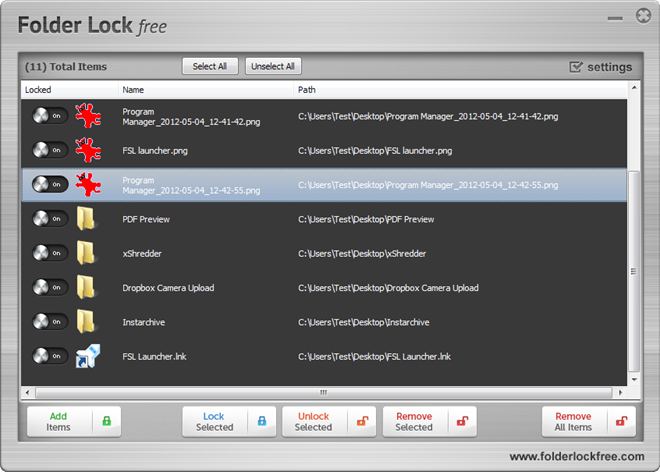 Folder Lock free
(11) Total Items Select All Unselect All settings
Locked Name Path
On Program
Manager_2012-05-04_12-41-42.png C:\Users\Test\Desktop\Program Manager_2012-05-04_12-41-42.png
On FSL launcher.png C:\Users\Test\Desktop\FSL launcher.png
On Program
Manager_2012-05-04_12-42-55.png C:\Users\Test\Desktop\Program Manager_2012-05-04_12-42-55.png
On PDF Preview C:\Users\Test\Desktop\PDF Preview
On xShredder C:\Users\Test\Desktop\xShredder
On Dropbox Camera Upload C:\Users\Test\Desktop\Dropbox Camera Upload
On Instarchive C:\Users\Test\Desktop\Instarchive
On FSL Launcher.lnk C:\Users\Test\Desktop\FSL Launcher.lnk
Add Lock Unlock Remove Remove
Items Selected Selected Selected All Items
www.folderlockfree.com